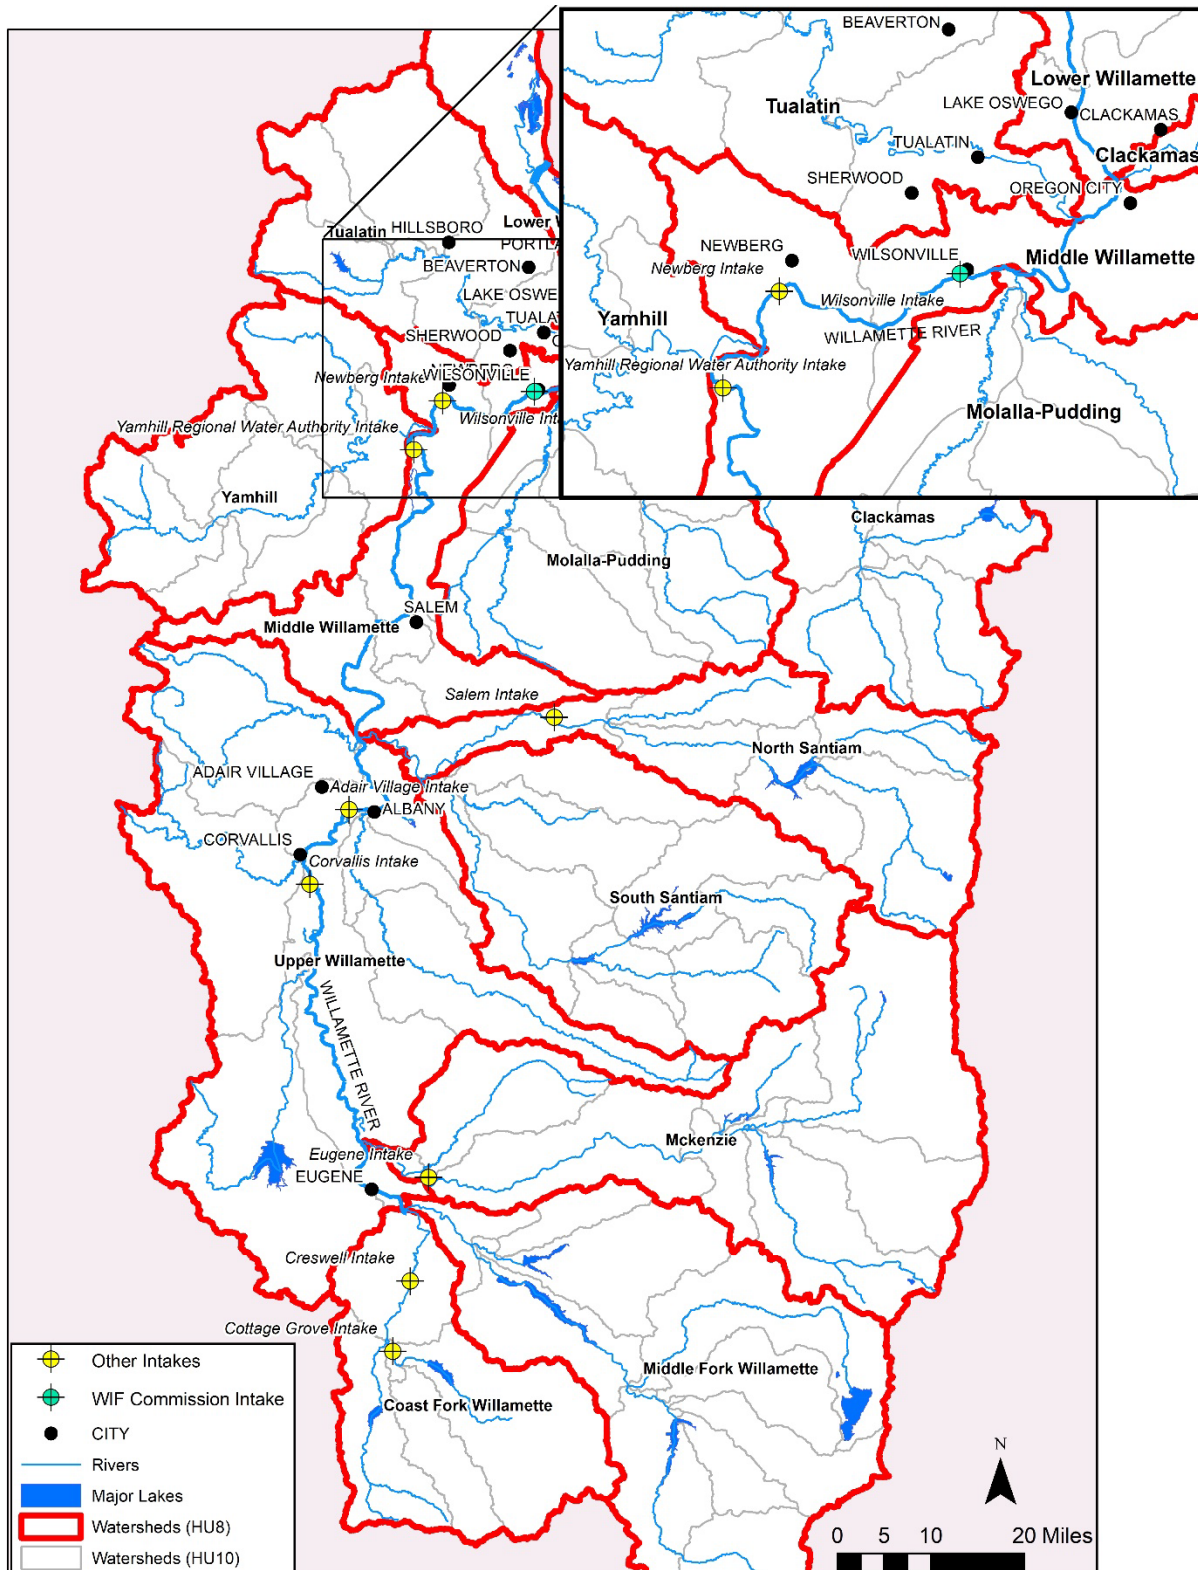 BEAVERTON
Lower Willamette
LAKE OSWEGO
CLACKAMAS
Tualatin
TUALATIN
Clackamas
SHERWOOD
OREGON CITY
NEWBERG
Newberg Intake
WILSONVILLE
Middle Willamette
Wilsonville Intake
Yamhill
WILLAMETTE RIVER
Yamhill Regional Water Authority Intake
Molalla-Pudding
Tualatin
HILLSBORO
Lower W
PORTLA
BEAVERTON
LAKE OSWE
TUALAT
SHERWOOD
NEWBERG
Newberg Intake
WILSONVILLE
Wilsonville Inta
Yamhill Regional Water Authority Intake
Yamhill
Clackamas
Molalla-Pudding
SALEM
Middle Willamette
Salem Intake
North Santiam
ADAIR VILLAGE
Adair Village Intake
ALBANY
CORVALLIS
Corvallis Intake
South Santiam
Upper Willamette
WILLAMETTE RIVER
Mckenzie
Eugene Intake
EUGENE
Creswell Intake
Cottage Grove Intake
Middle Fork Willamette
Coast Fork Willamette
Other Intakes
WIF Commission Intake
CITY
Rivers
Major Lakes
Watersheds (HU8)
Watersheds (HU10)
N
0 5 10 20 Miles